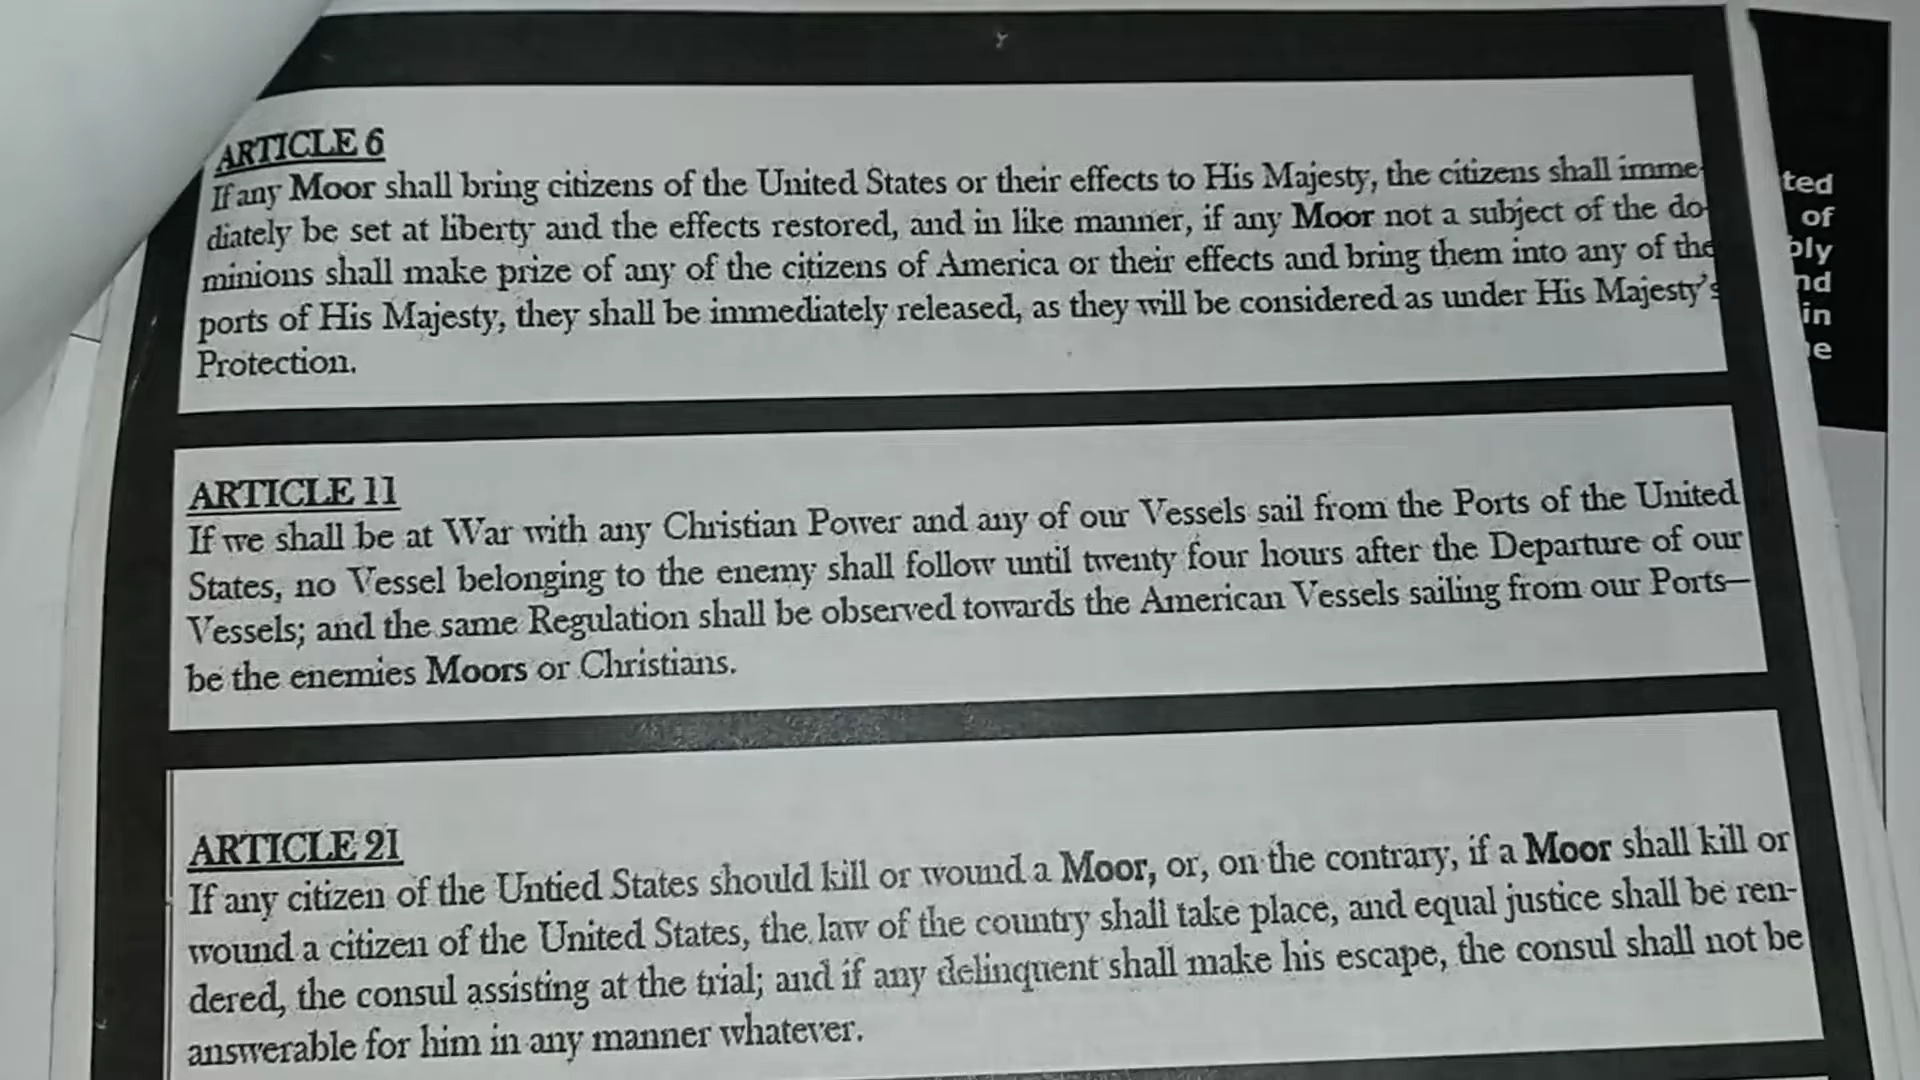 ARTICLE 6
If any Moor shall bring citizens of the United States or their effects to His Majesty, the citizens shall imme-
diately be set at liberty and the effects restored, and in like manner, if any Moor not a subject of the do-
minions shall make prize of any of the citizens of America or their effects and bring them into any of the
ports of His Majesty, they shall be immediately released, as they will be considered as under His Majesty's
Protection.
ARTICLE 11
If we shall be at War with any Christian Power and any of our Vessels sail from the Ports of the United
States, no Vessel belonging to the enemy shall follow until twenty four hours after the Departure of our
Vessels; and the same Regulation shall be observed towards the American Vessels sailing from our Ports—
be the enemies Moors or Christians.
ARTICLE 21
If any citizen of the Untied States should kill or wound a Moor, or, on the contrary, if a Moor shall kill or
wound a citizen of the United States, the law of the country shall take place, and equal justice shall be ren-
dered, the consul assisting at the trial; and if any delinquent shall make his escape, the consul shall not be
answerable for him in any manner whatever.
ted
of
bly
nd
in
e